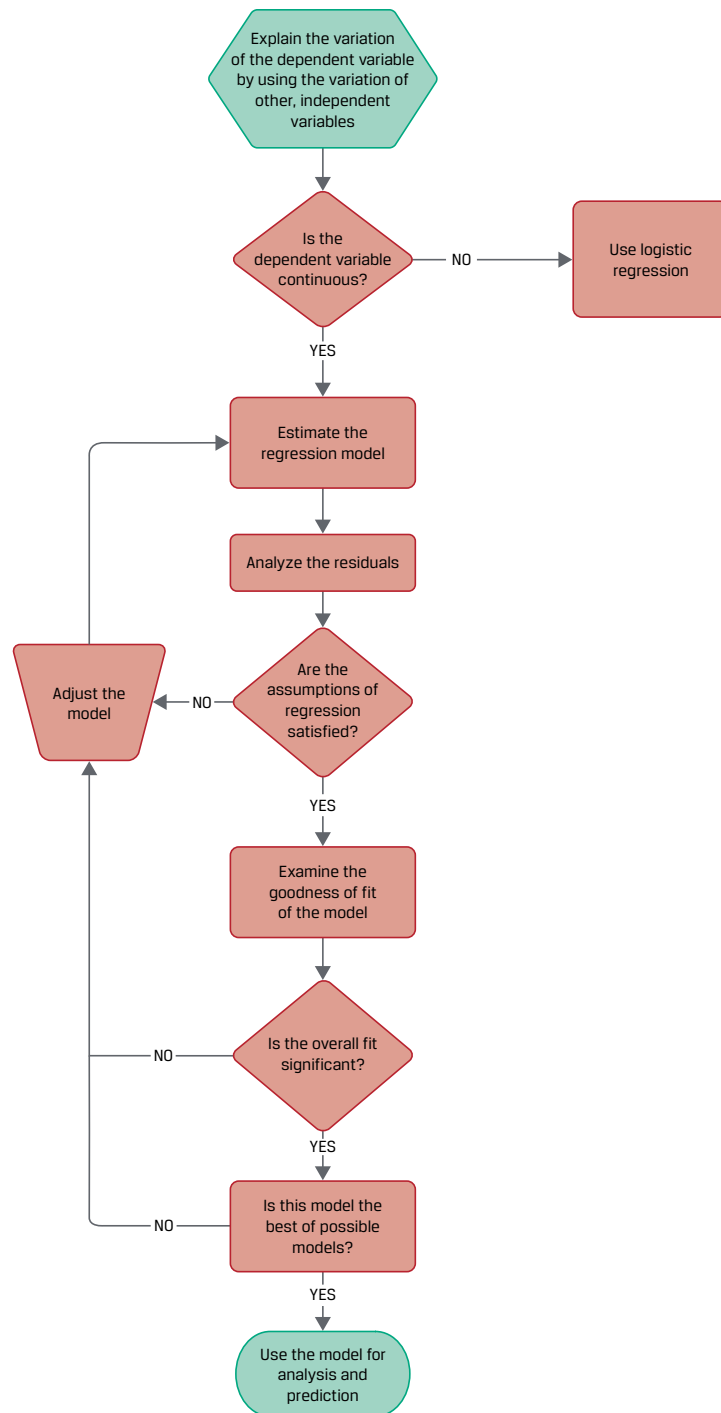 Explain the variation
of the dependent variable
by using the variation of
other, independent
variables
Is the
dependent variable
continuous?
NO
Use logistic
regression
YES
Estimate the
regression model
Analyze the residuals
Are the
assumptions of
regression
satisfied?
NO
Adjust the
model
YES
Examine the
goodness of fit
of the model
Is the overall fit
significant?
NO
YES
Is this model the
best of possible
models?
NO
YES
Use the model for
analysis and
prediction